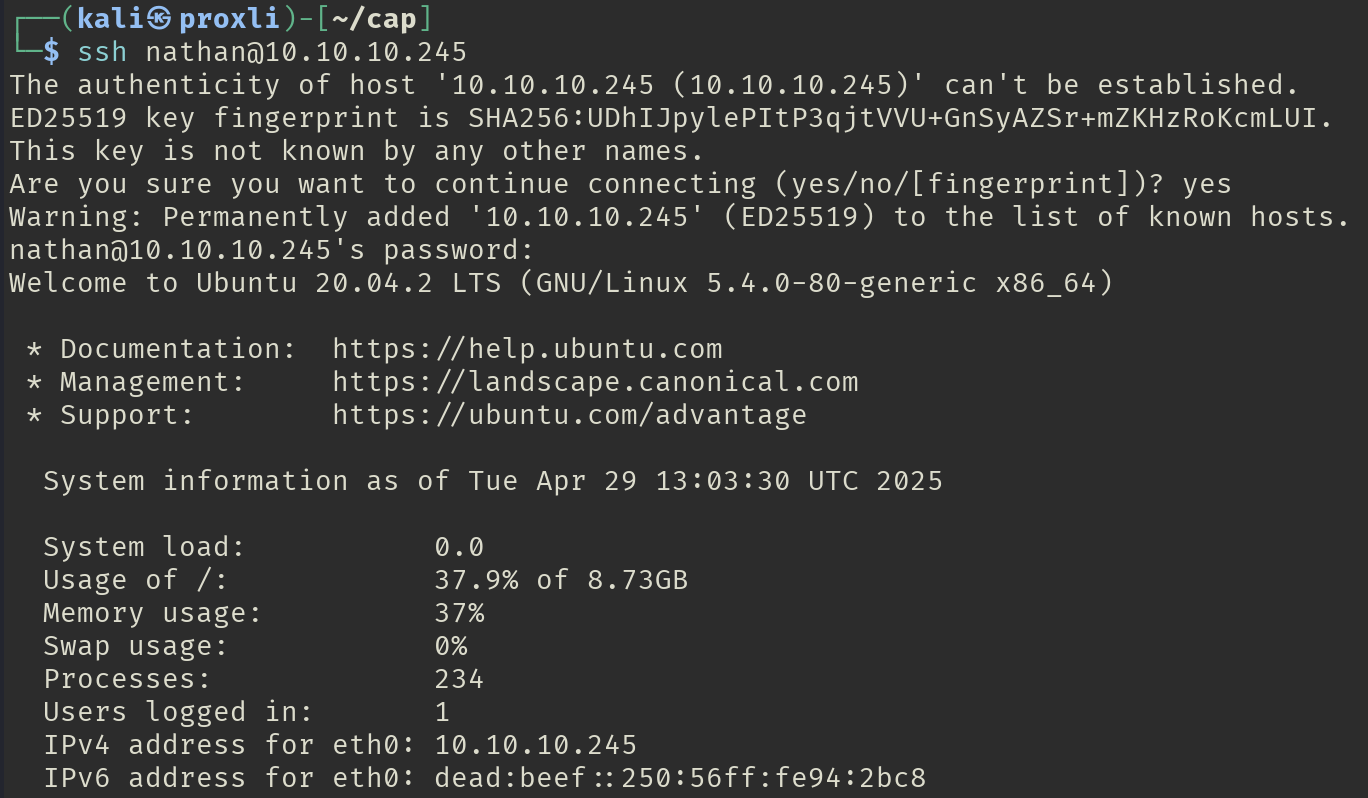 ┌──(kali㉿proxli)-[~/cap]
└─$ ssh nathan@10.10.10.245
The authenticity of host '10.10.10.245 (10.10.10.245)' can't be established.
ED25519 key fingerprint is SHA256:UDhIJpylePItP3qjtVVU+GnSyAZSr+mZKHzRoKcmLUI.
This key is not known by any other names.
Are you sure you want to continue connecting (yes/no/[fingerprint])? yes
Warning: Permanently added '10.10.10.245' (ED25519) to the list of known hosts.
nathan@10.10.10.245's password:
Welcome to Ubuntu 20.04.2 LTS (GNU/Linux 5.4.0-80-generic x86_64)

 * Documentation:  https://help.ubuntu.com
 * Management:     https://landscape.canonical.com
 * Support:        https://ubuntu.com/advantage

  System information as of Tue Apr 29 13:03:30 UTC 2025

  System load:           0.0
  Usage of /:            37.9% of 8.73GB
  Memory usage:          37%
  Swap usage:            0%
  Processes:             234
  Users logged in:       1
  IPv4 address for eth0: 10.10.10.245
  IPv6 address for eth0: dead:beef::250:56ff:fe94:2bc8